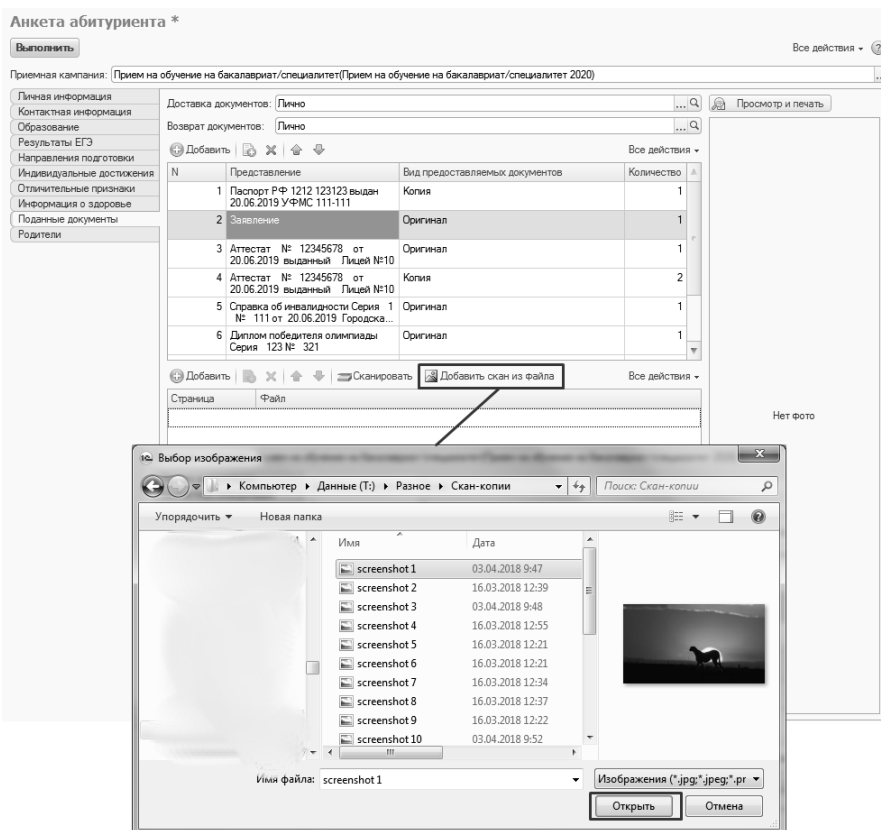 Анкета абитуриента *
Выполнить
Все действия
Приемная кампания: Прием на обучение на бакалавриат/специалитет(Прием на обучение на бакалавриат/специалитет 2020)
Личная информация
Контактная информация
Образование
Результаты ЕГЭ
Направления подготовки
Индивидуальные достижения
Отличительные признаки
Информация о здоровье
Поданные документы
Родители
Доставка документов: Лично
Возврат документов: Лично
Просмотр и печать
Добавить
Все действия
N Представление Вид предоставляемых документов Количество
1 Паспорт РФ 1212 123123 выдан Копия 1
20.06.2019 УФМС 111-111
2 Заявление Оригинал 1
3 Аттестат № 12345678 от Оригинал 1
20.06.2019 выданный Лицей №10
4 Аттестат № 12345678 от Копия 2
20.06.2019 выданный Лицей №10
5 Справка об инвалидности Серия 1 Оригинал 1
№ 111 от 20.06.2019 Городска...
6 Диплом победителя олимпиады Оригинал 1
Серия 123 № 321
Добавить Сканировать Добавить скан из файла Все действия
Страница Файл
Нет фото
Выбор изображения
Компьютер Данные (T:) Разное Скан-копии
Поиск: Скан-копии
Упорядочить Новая папка
Имя Дата
screenshot 1 03.04.2018 9:47
screenshot 2 16.03.2018 12:39
screenshot 3 03.04.2018 9:48
screenshot 4 16.03.2018 12:55
screenshot 5 16.03.2018 12:21
screenshot 6 16.03.2018 12:21
screenshot 7 16.03.2018 12:34
screenshot 8 16.03.2018 12:37
screenshot 9 16.03.2018 12:22
screenshot 10 03.04.2018 9:52
Имя файла: screenshot 1
Изображения (*.jpg;*.jpeg;*.pr
Открыть Отмена